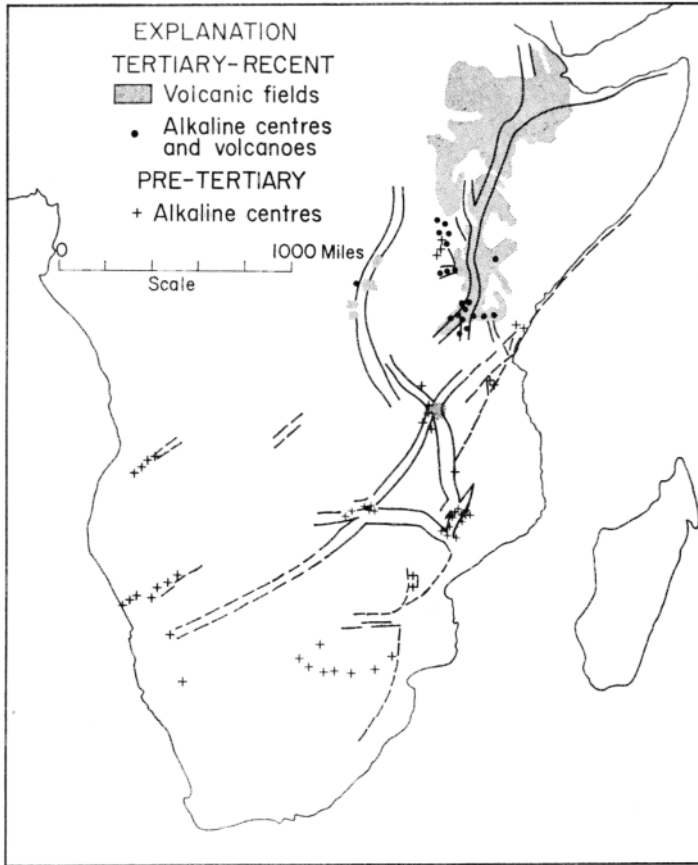 EXPLANATION
TERTIARY-RECENT
Volcanic fields
Alkaline centres
and volcanoes
PRE-TERTIARY
+ Alkaline centres
0 1000 Miles
Scale